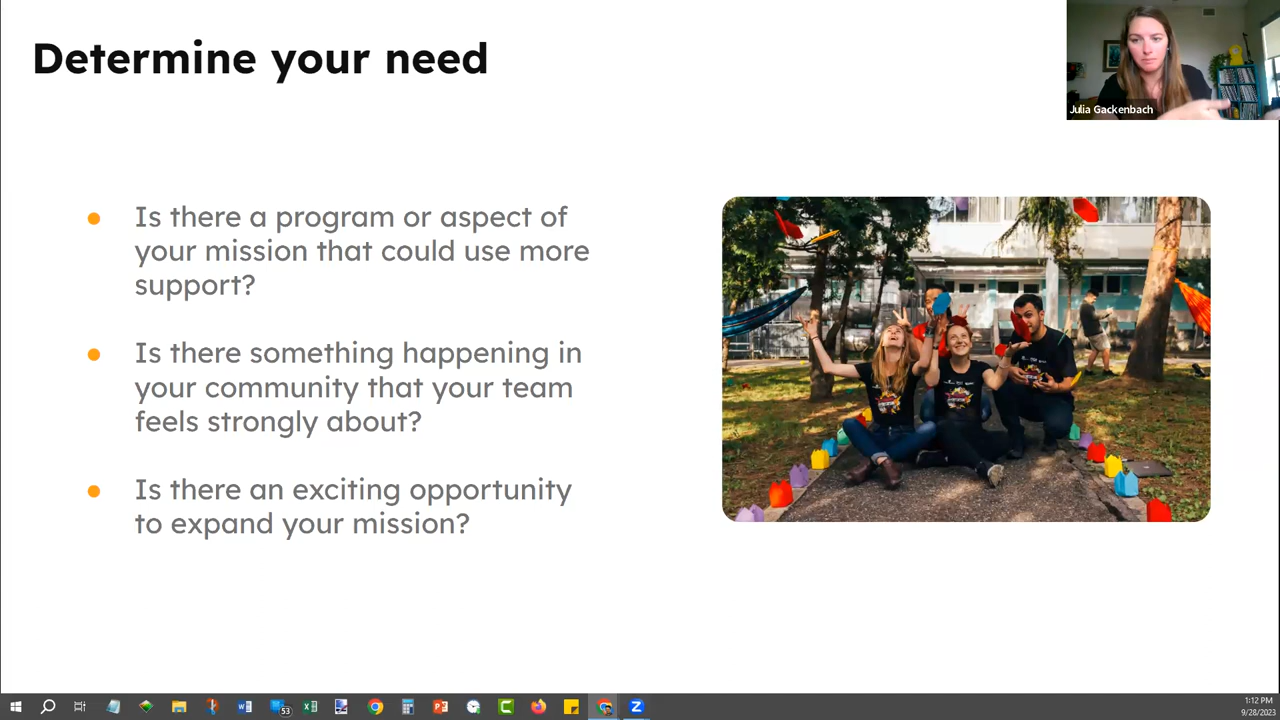 Determine your need
Julia Gackenbach
Is there a program or aspect of
your mission that could use more
support?
Is there something happening in
your community that your team
feels strongly about?
Is there an exciting opportunity
to expand your mission?
53
1:12 PM
9/28/2023